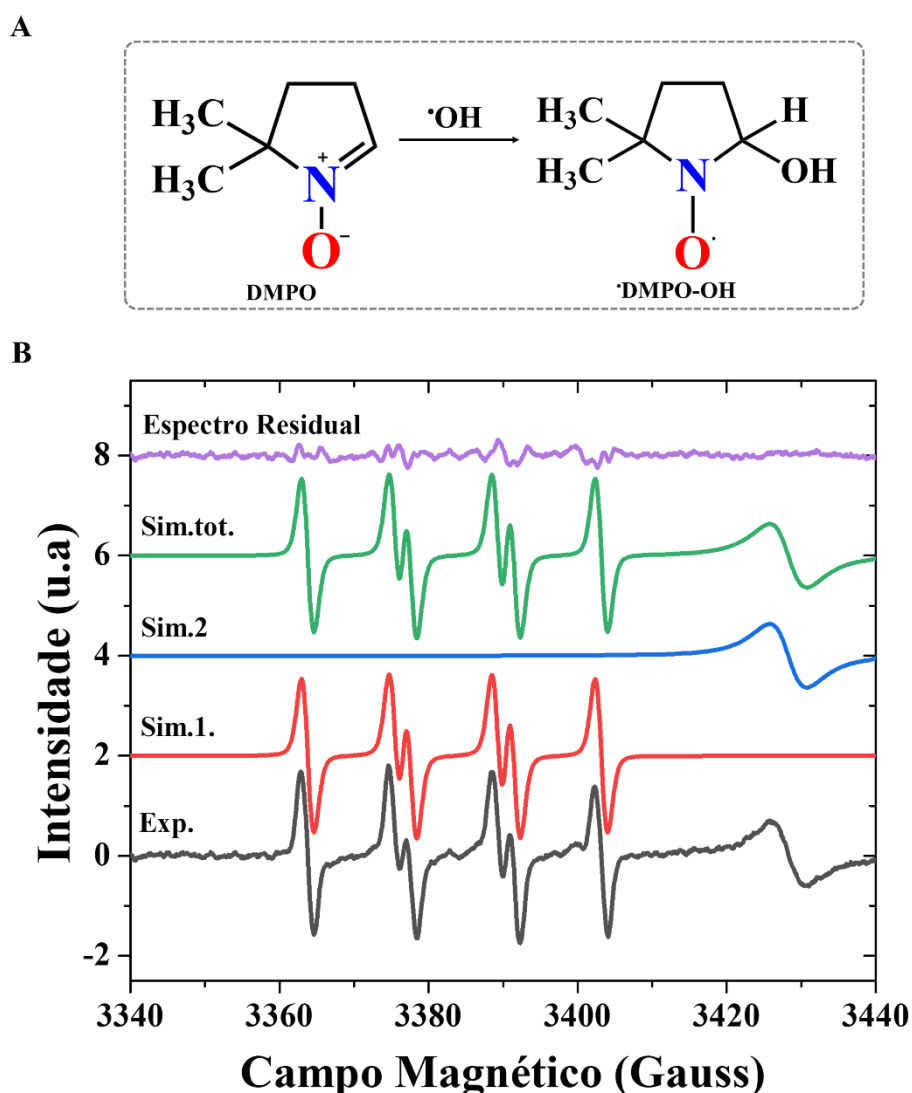 A
H₃C
H₃C
N
+
O
−
DMPO
•OH
H₃C
H₃C
H
OH
N
O
•
•DMPO-OH
B
Espectro Residual
Sim.tot.
Sim.2
Sim.1.
Exp.
Intensidade (u.a)
8
6
4
2
0
-2
3340 3360 3380 3400 3420 3440
Campo Magnético (Gauss)